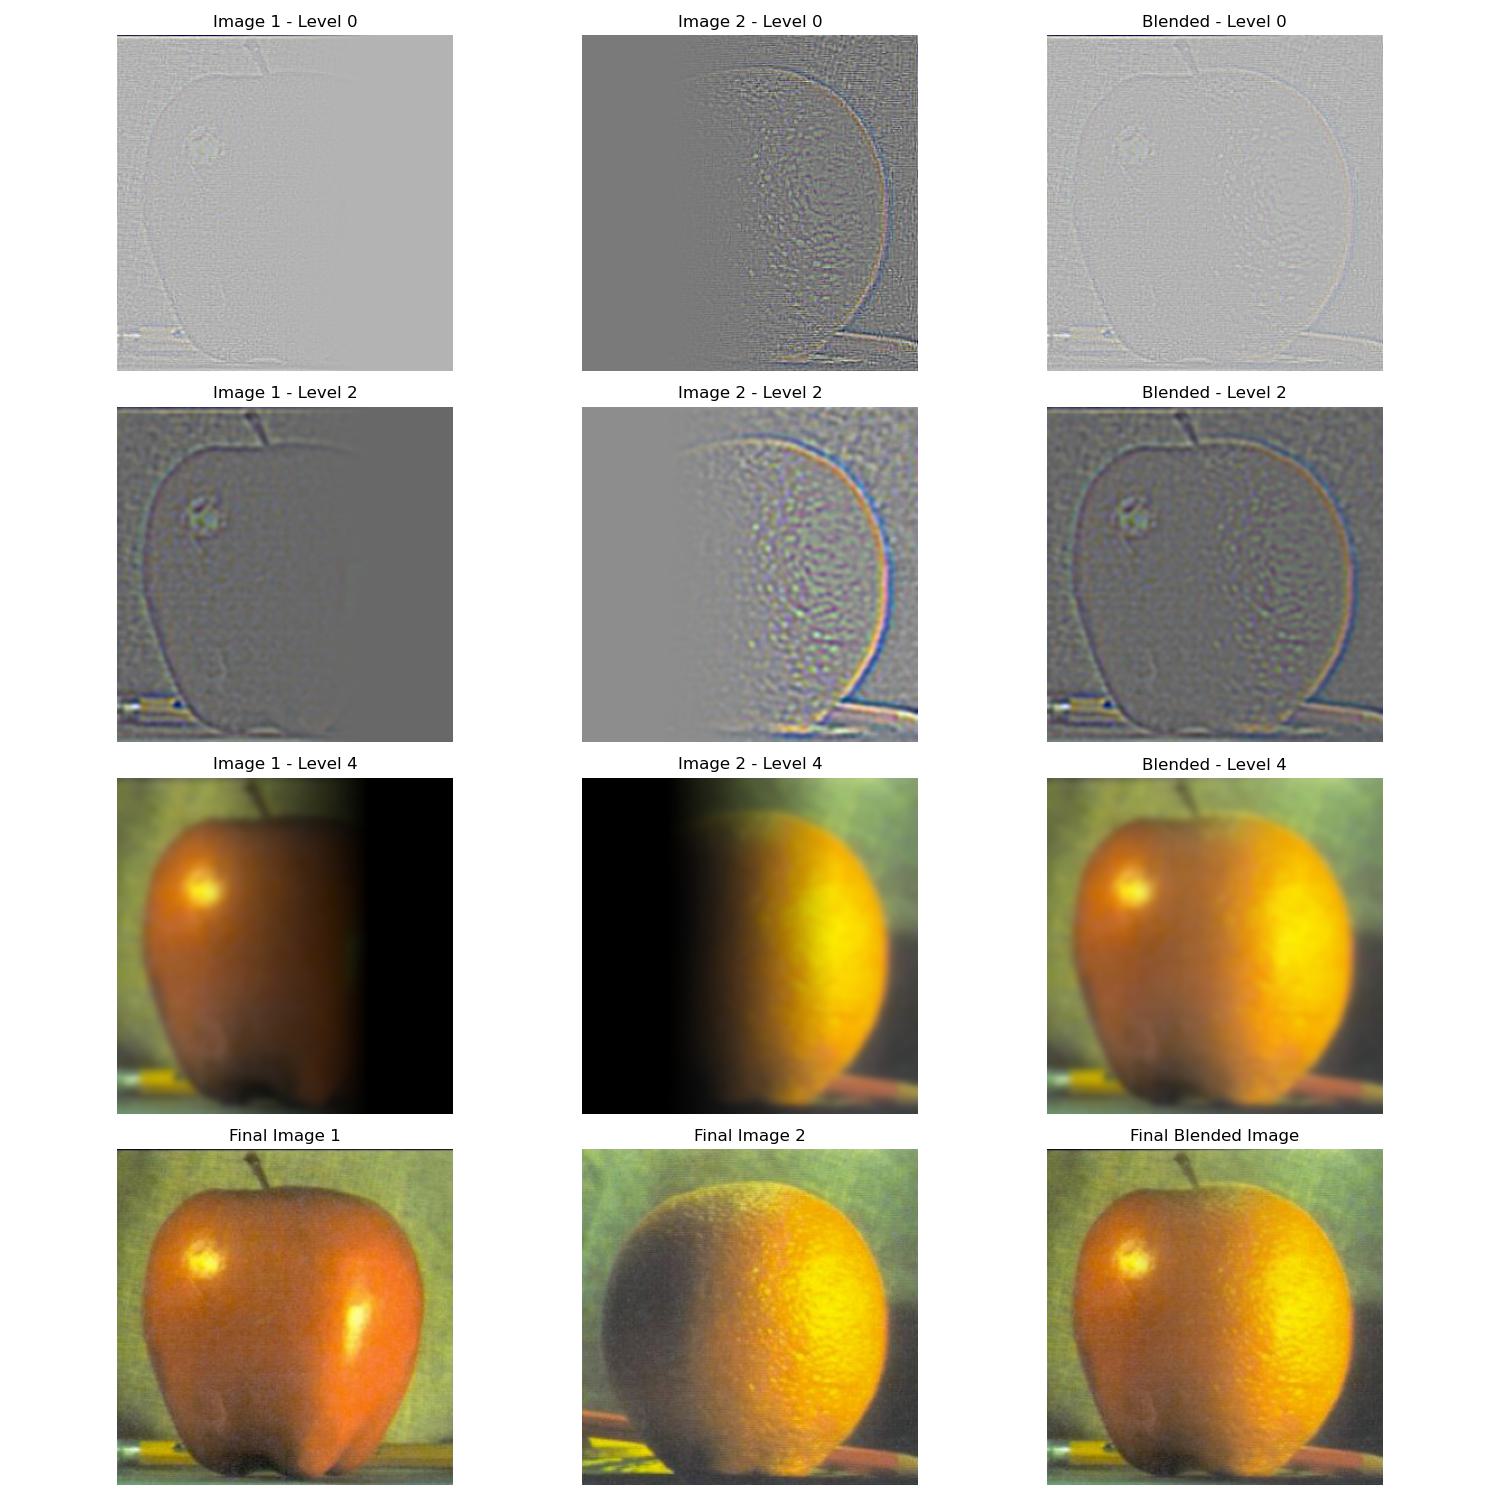 Image 1 - Level 0
Image 2 - Level 0
Blended - Level 0
Image 1 - Level 2
Image 2 - Level 2
Blended - Level 2
Image 1 - Level 4
Image 2 - Level 4
Blended - Level 4
Final Image 1
Final Image 2
Final Blended Image